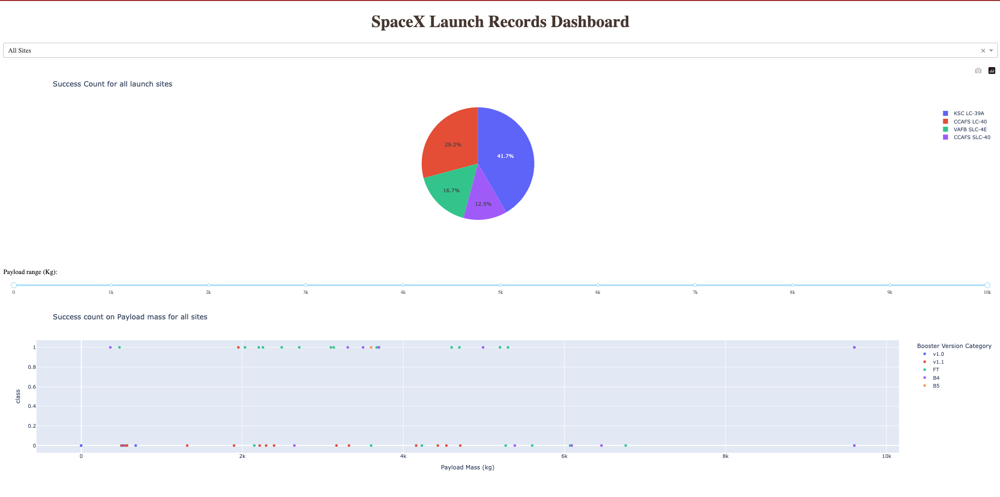 SpaceX Launch Records Dashboard
All Sites
Success Count for all launch sites
KSC LC-39A
CCAFS LC-40
VAFB SLC-4E
CCAFS SLC-40
29.2%
41.7%
16.7%
12.5%
Payload range (Kg):
0 1k 2k 3k 4k 5k 6k 7k 8k 9k 10k
Success count on Payload mass for all sites
Booster Version Category
v1.0
v1.1
FT
B4
B5
class
1
0.8
0.6
0.4
0.2
0
0 2k 4k 6k 8k 10k
Payload Mass (kg)